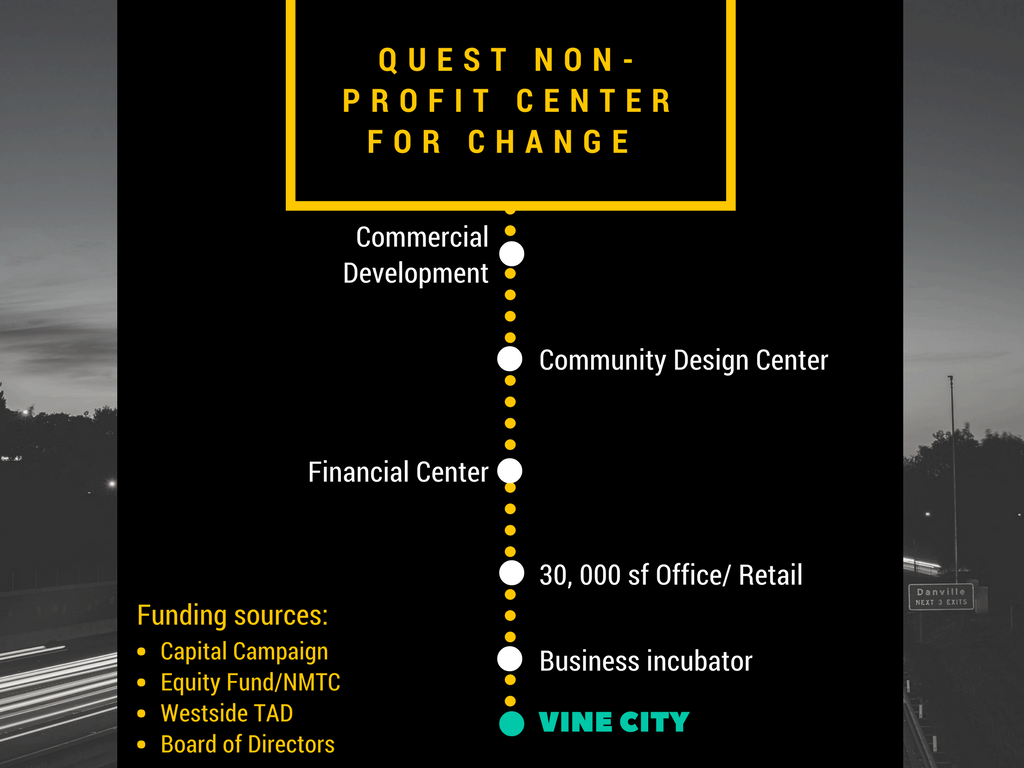 QUEST NON-
PROFIT CENTER
FOR CHANGE
Commercial
Development
Community Design Center
Financial Center
30, 000 sf Office/ Retail
Business incubator
VINE CITY
Funding sources:
• Capital Campaign
• Equity Fund/NMTC
• Westside TAD
• Board of Directors
Danville
NEXT 3 EXITS